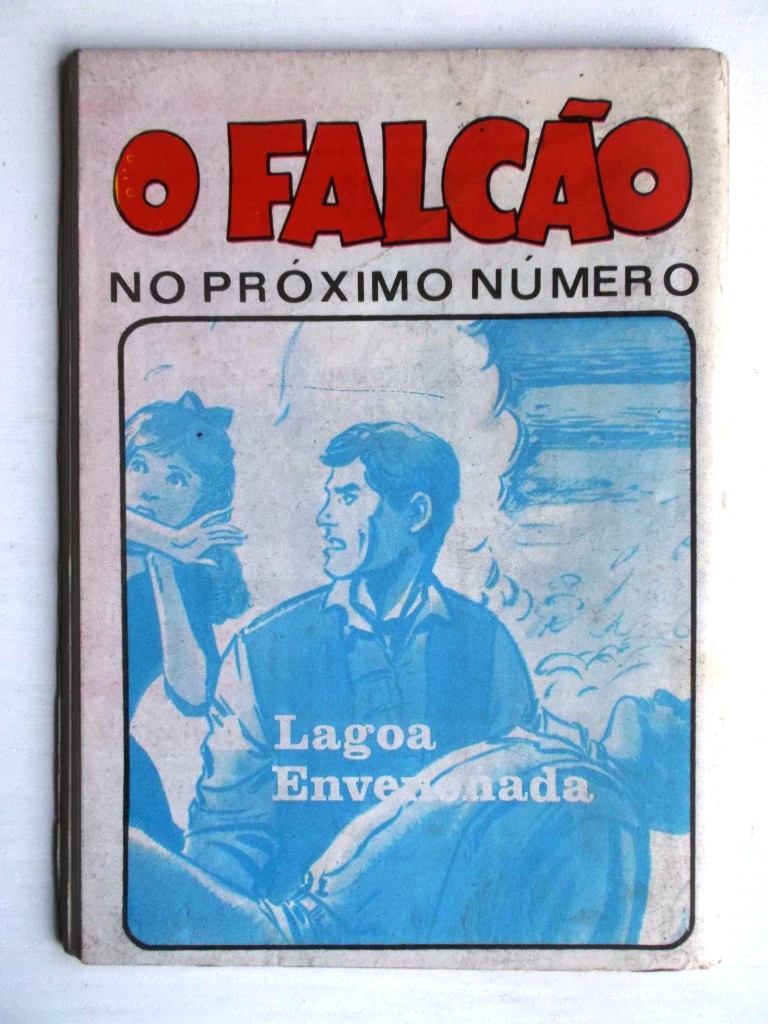 O FALCÃO
NO PRÓXIMO NÚMERO
Lagoa
Envenenada